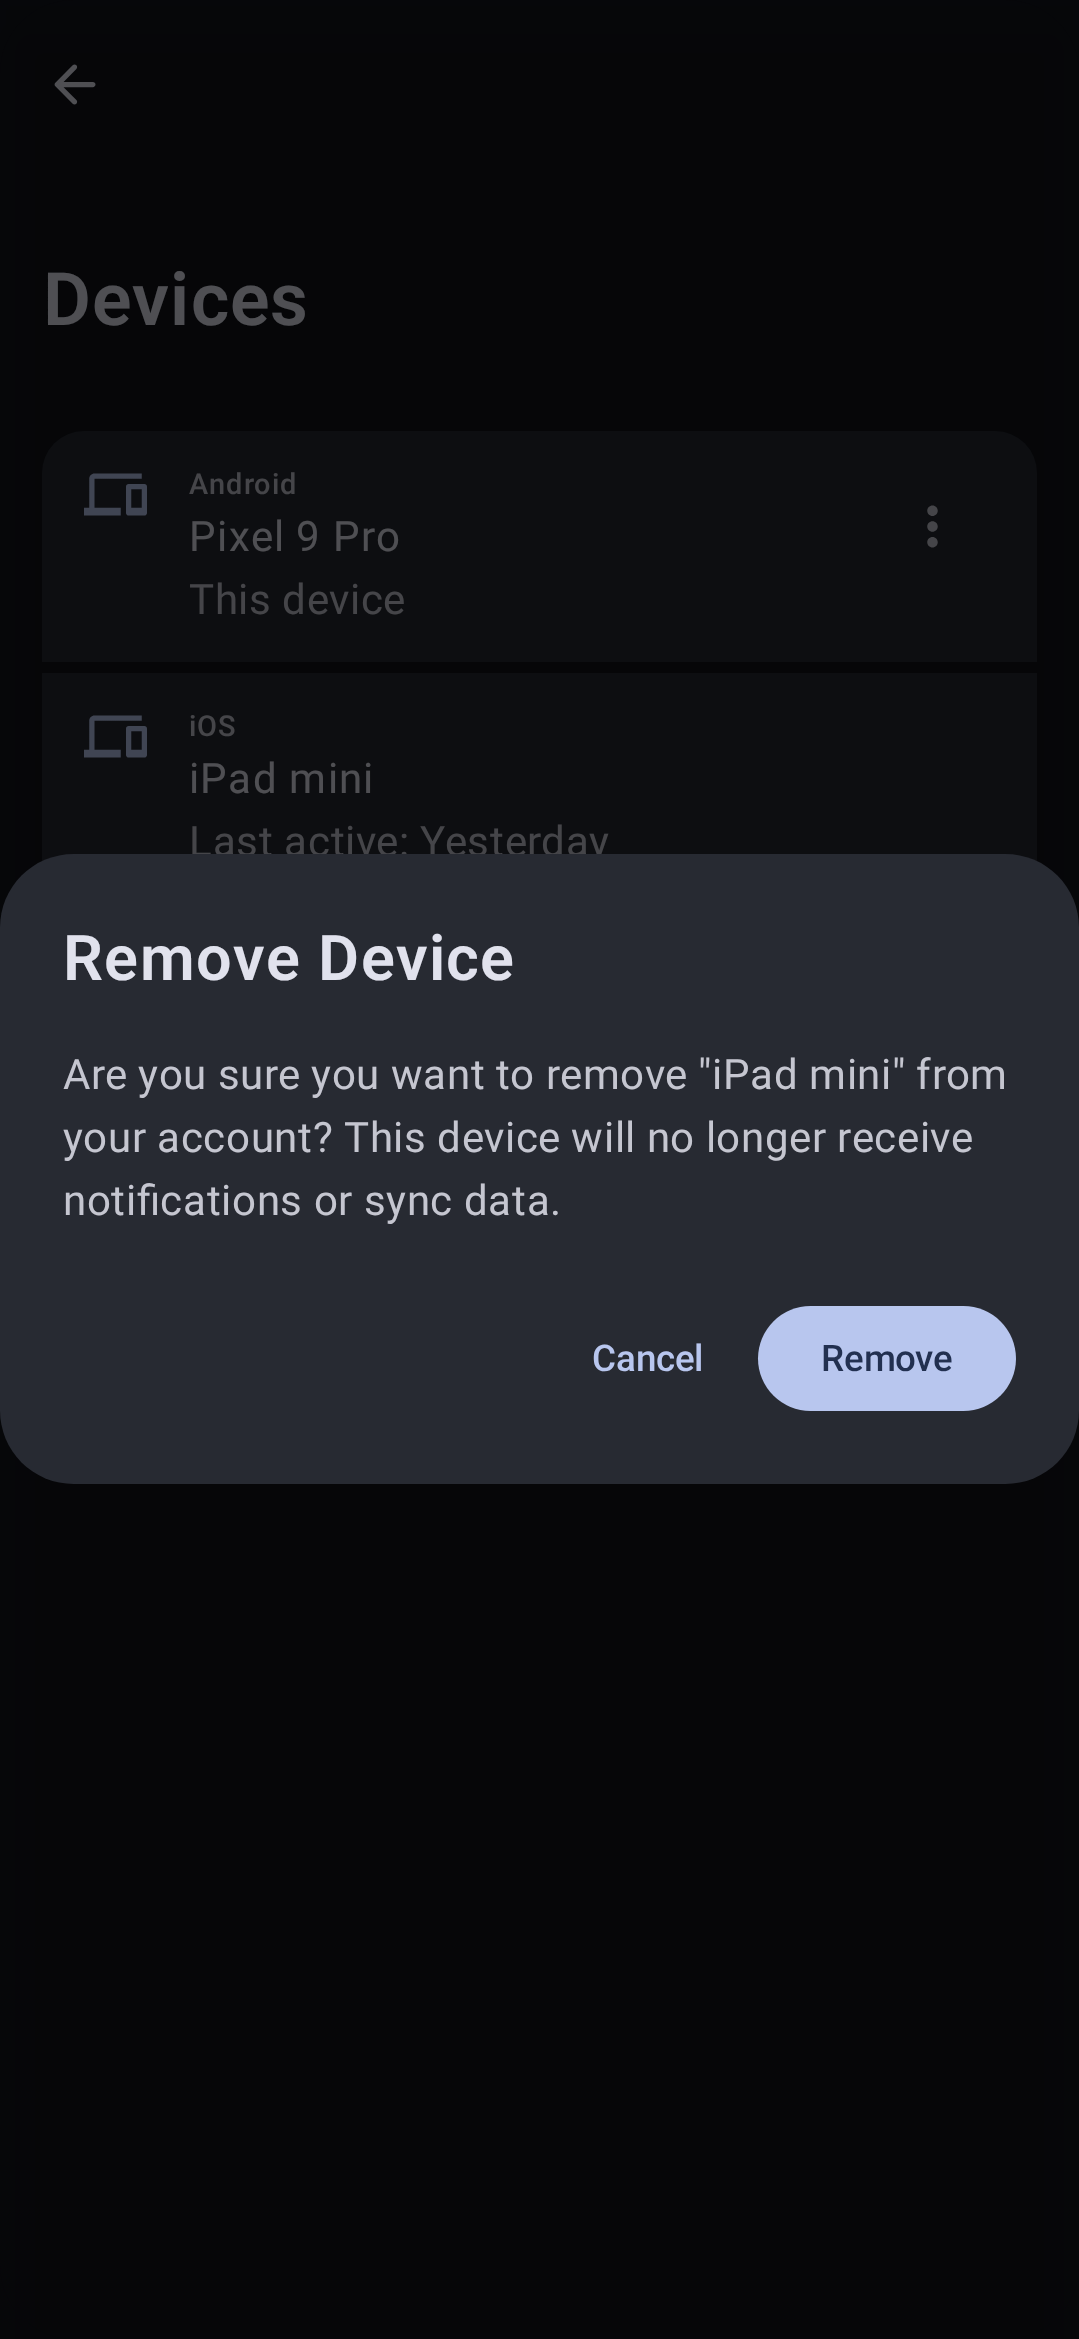 Devices
Android
Pixel 9 Pro
This device
iOS
iPad mini
Last active: Yesterday
Remove Device
Are you sure you want to remove "iPad mini" from
your account? This device will no longer receive
notifications or sync data.
Cancel
Remove